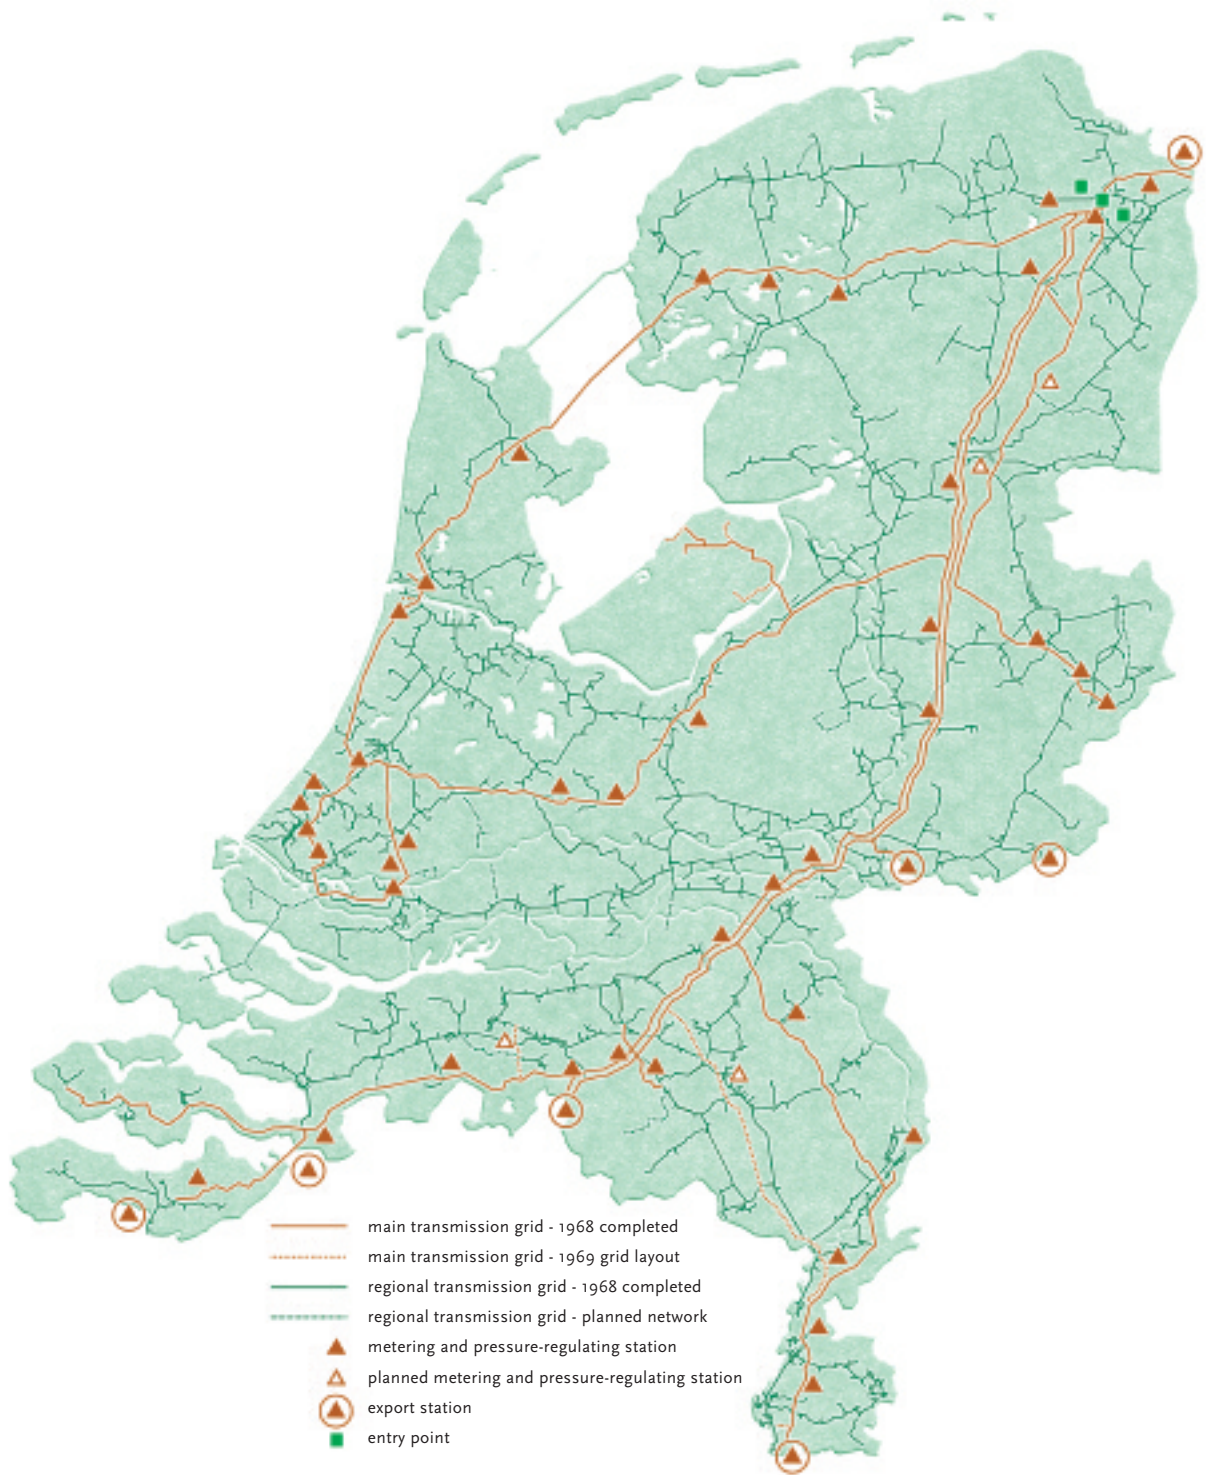 main transmission grid - 1968 completed
main transmission grid - 1969 grid layout
regional transmission grid - 1968 completed
regional transmission grid - planned network
metering and pressure-regulating station
planned metering and pressure-regulating station
export station
entry point